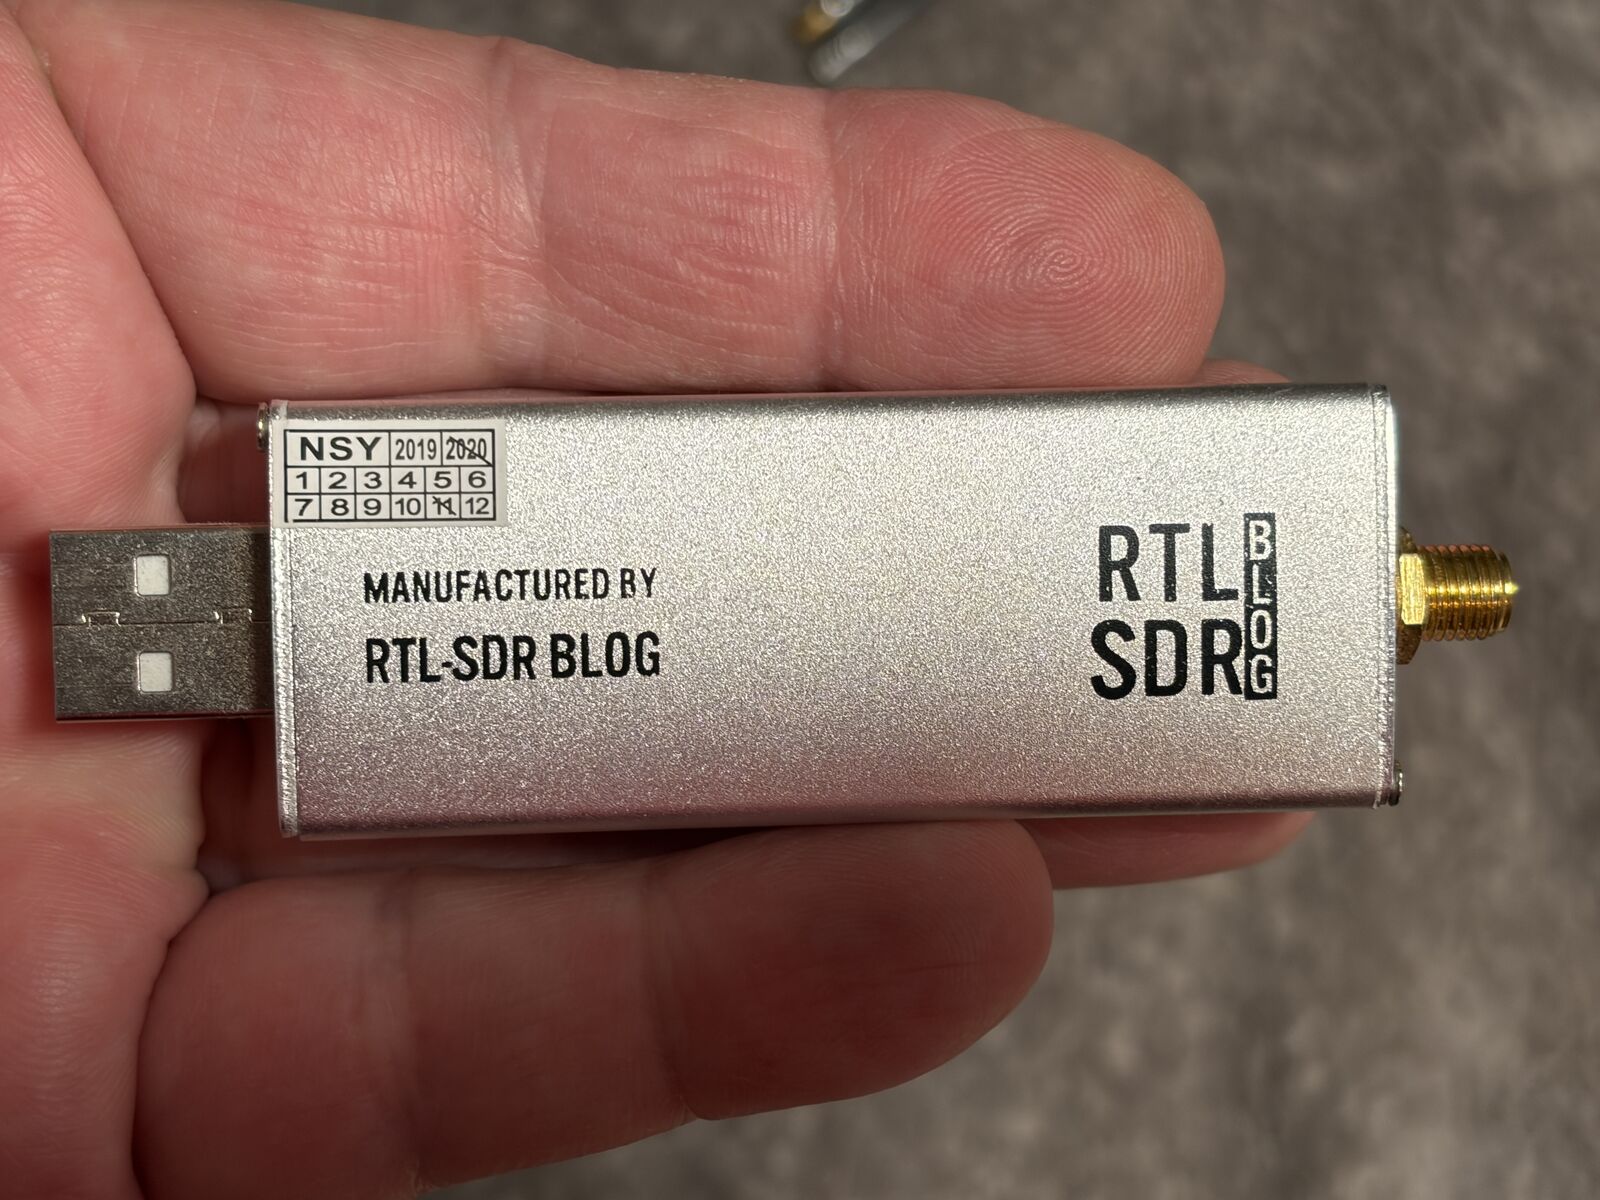 NSY 2019 2020
1 2 3 4 5 6
7 8 9 10 11 12
MANUFACTURED BY
RTL-SDR BLOG
RTL
SDR
BLOG